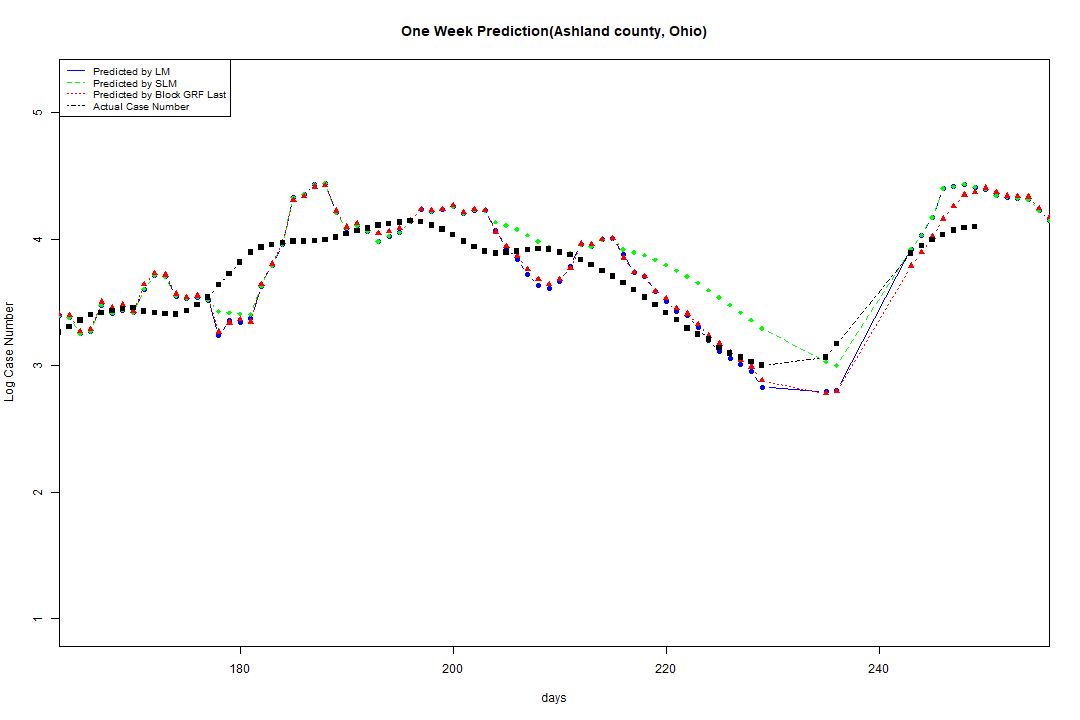 One Week Prediction(Ashland county, Ohio)
Predicted by LM
Predicted by SLM
Predicted by Block GRF Last
Actual Case Number
5
4
3
2
1
Log Case Number
180
200
220
240
days